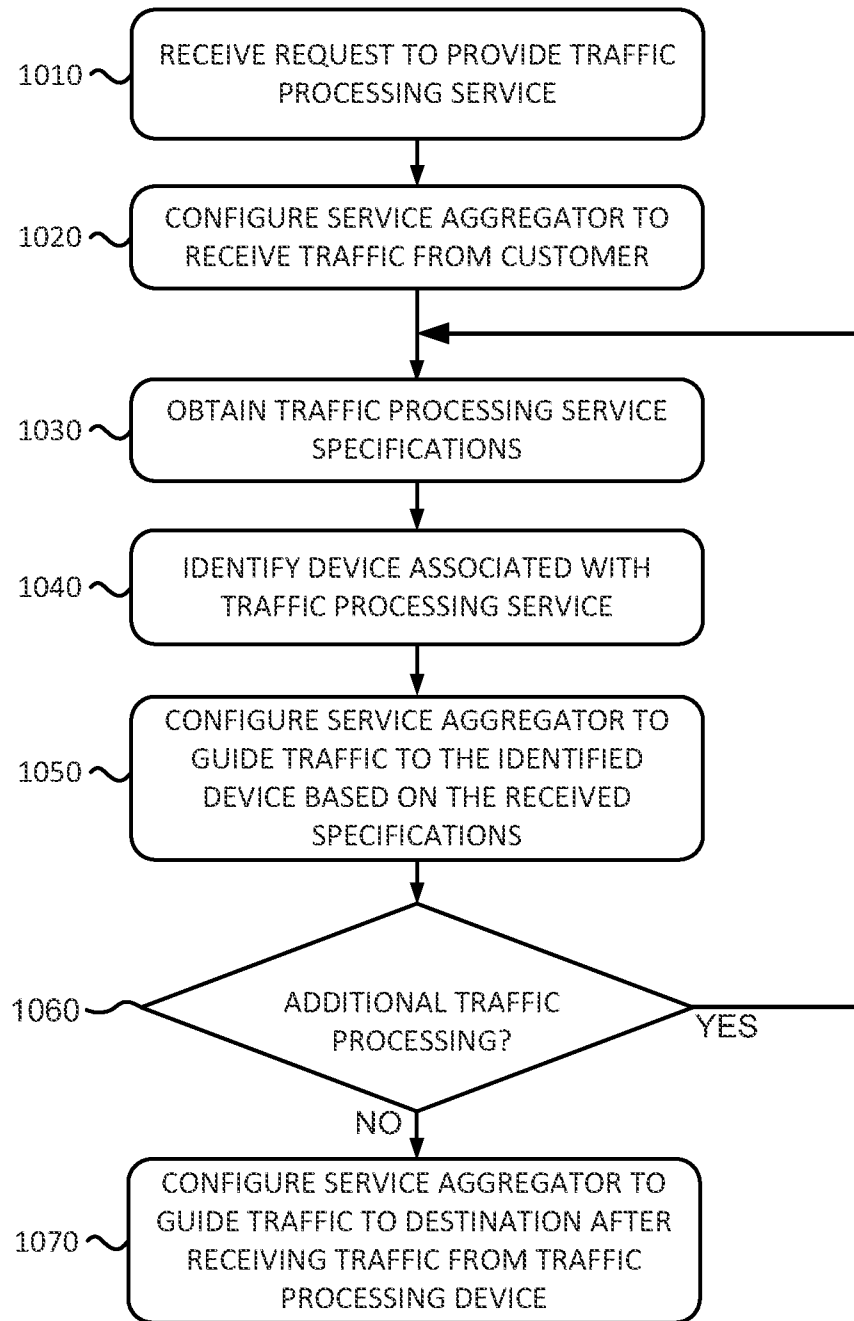 RECEIVE REQUEST TO PROVIDE TRAFFIC
PROCESSING SERVICE
1010
CONFIGURE SERVICE AGGREGATOR TO
RECEIVE TRAFFIC FROM CUSTOMER
1020
OBTAIN TRAFFIC PROCESSING SERVICE
SPECIFICATIONS
1030
IDENTIFY DEVICE ASSOCIATED WITH
TRAFFIC PROCESSING SERVICE
1040
CONFIGURE SERVICE AGGREGATOR TO
GUIDE TRAFFIC TO THE IDENTIFIED
DEVICE BASED ON THE RECEIVED
SPECIFICATIONS
1050
ADDITIONAL TRAFFIC
PROCESSING?
1060
YES
NO
CONFIGURE SERVICE AGGREGATOR TO
GUIDE TRAFFIC TO DESTINATION AFTER
RECEIVING TRAFFIC FROM TRAFFIC
PROCESSING DEVICE
1070